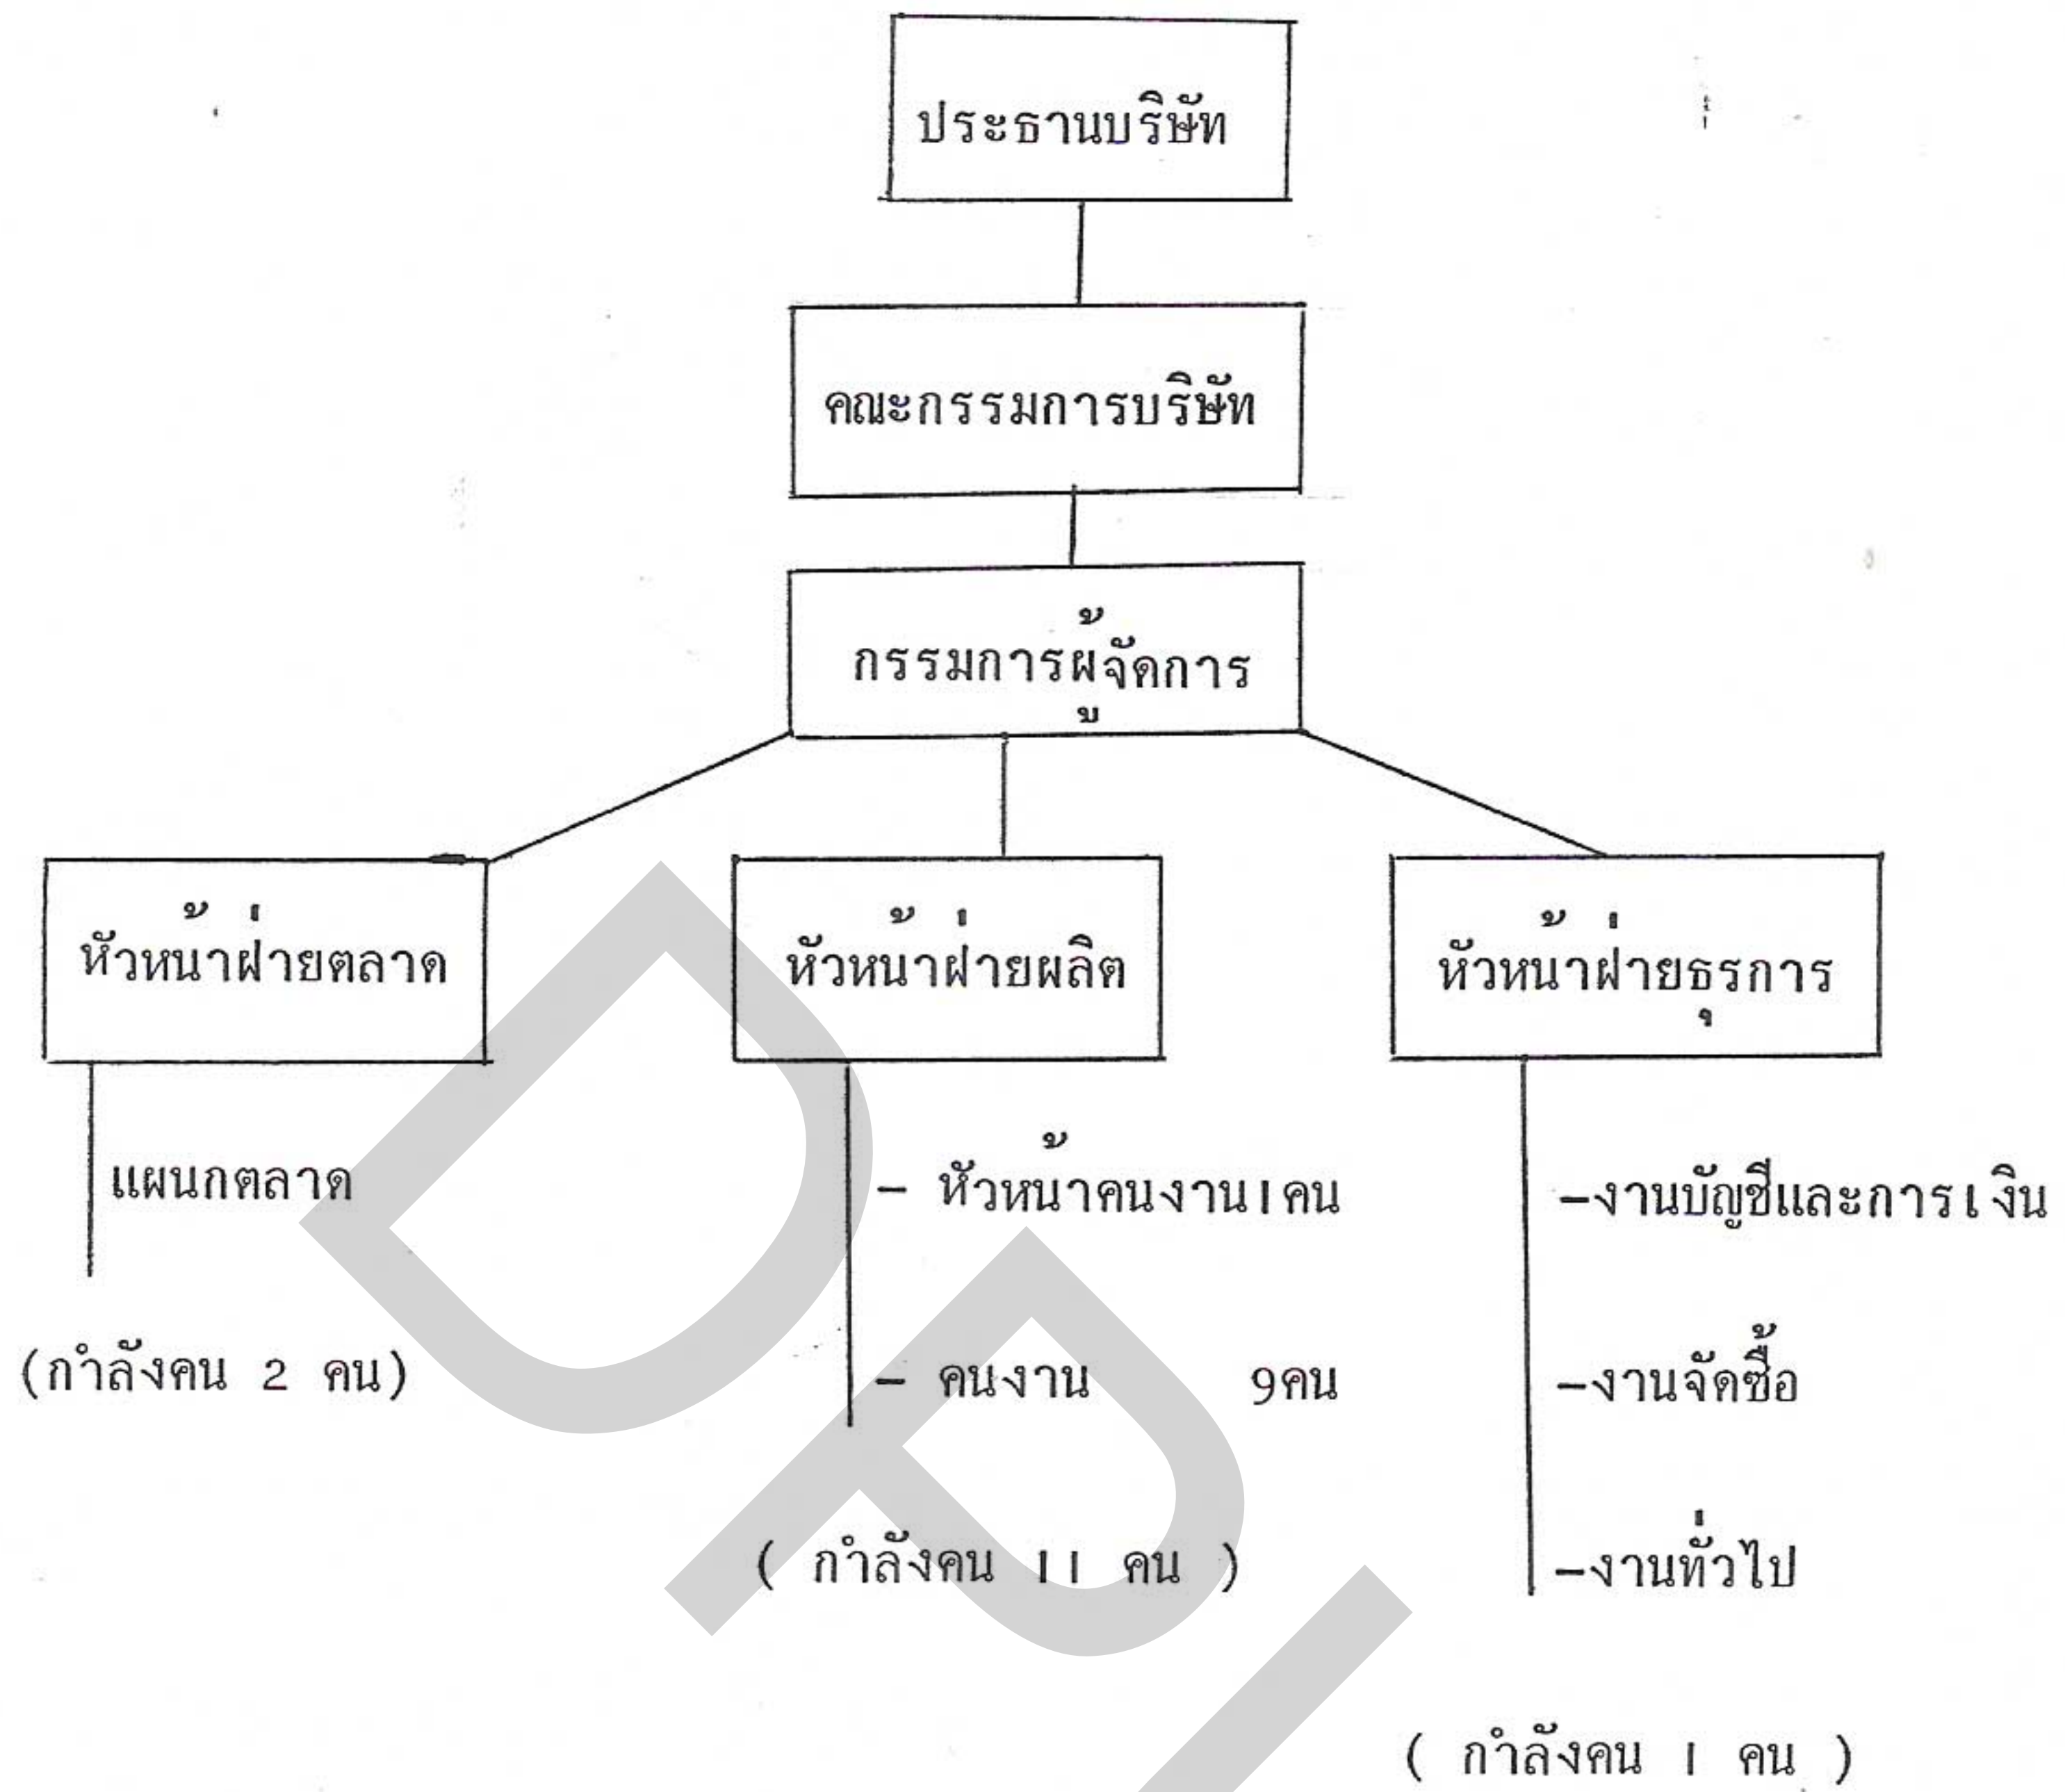 ประธานบริษัท
คณะกรรมการบริษัท
กรรมการผู้จัดการ
หัวหน้าฝ่ายตลาด
แผนกตลาด
(กำลังคน 2 คน)
หัวหน้าฝ่ายผลิต
- หัวหน้าคนงาน 1 คน
- คนงาน 9คน
( กำลังคน 11 คน )
หัวหน้าฝ่ายธุรการ
-งานบัญชีและการเงิน
-งานจัดซื้อ
-งานทั่วไป
( กำลังคน 1 คน )